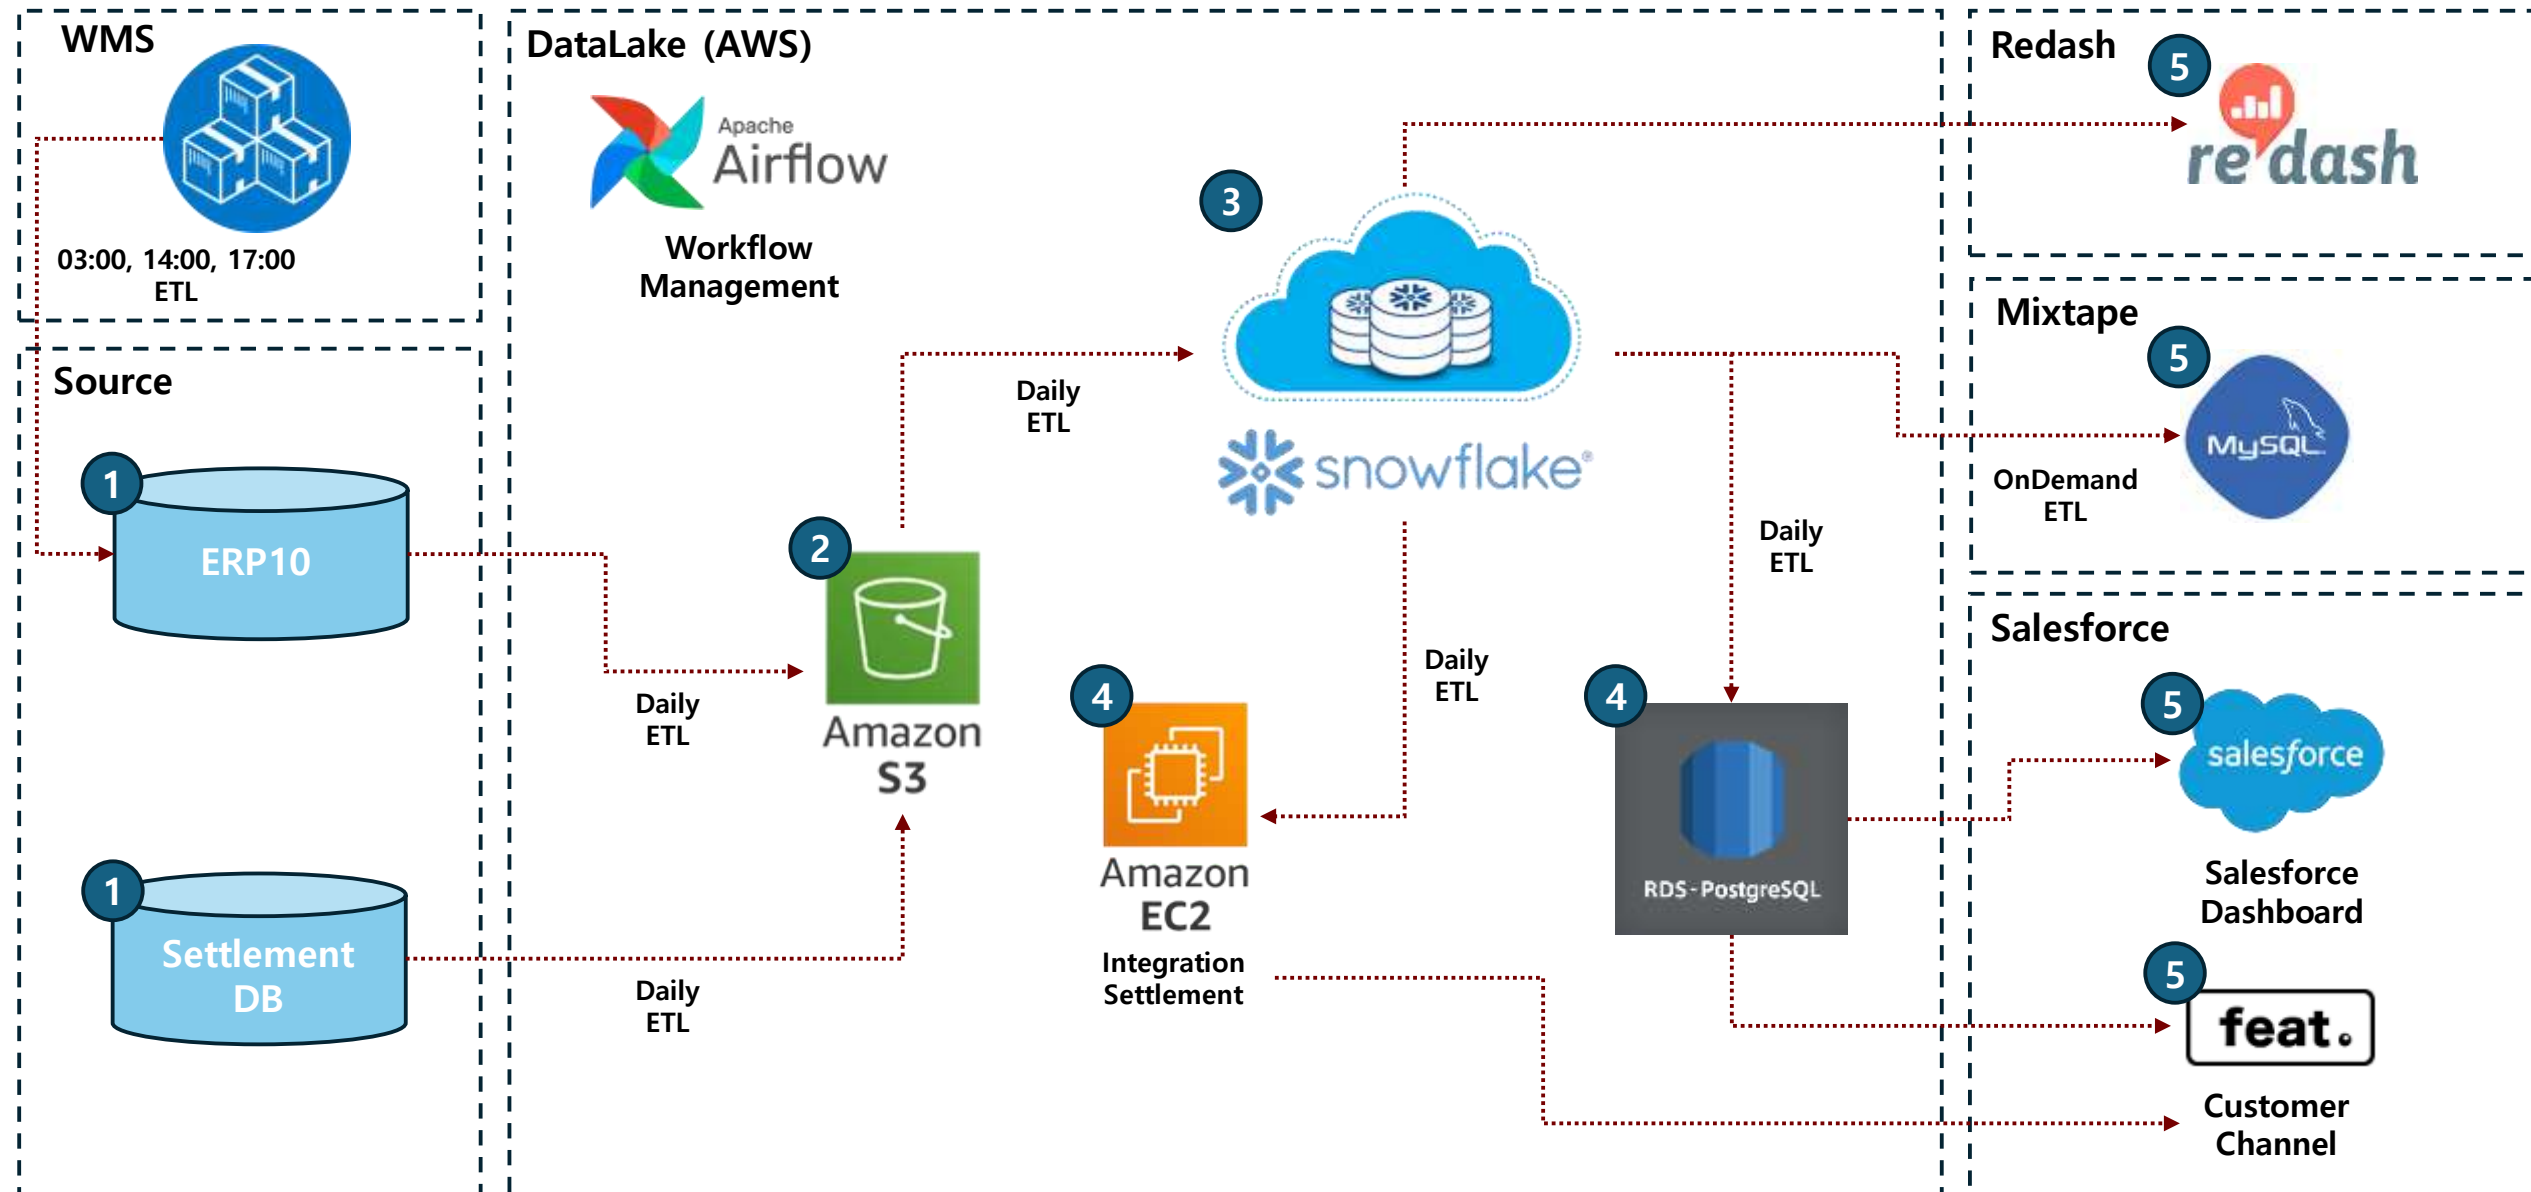 WMS
03:00, 14:00, 17:00
ETL
Source
1
ERP10
1
Settlement
DB
DataLake (AWS)
Apache
Airflow
Workflow
Management
Daily
ETL
Daily
ETL
2
Amazon
S3
Daily
ETL
3
snowflake®
Daily
ETL
4
Amazon
EC2
Integration
Settlement
Daily
ETL
4
RDS-PostgreSQL
Redash
5
redash
Mixtape
5
MySQL
OnDemand
ETL
Salesforce
5
salesforce
Salesforce
Dashboard
5
feat.
Customer
Channel